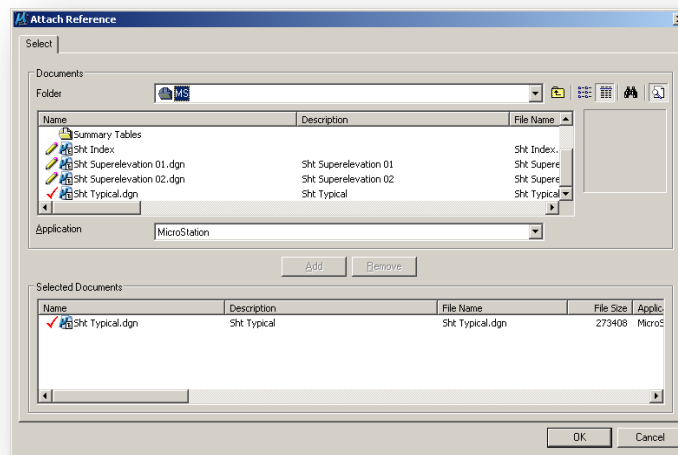 Attach Reference
Select
Documents
Folder MS
Name Description File Name
Summary Tables
Sht Index Sht Index.
Sht Superelevation 01.dgn Sht Superelevation 01 Sht Supere
Sht Superelevation 02.dgn Sht Superelevation 02 Sht Supere
Sht Typical.dgn Sht Typical Sht Typical
Application MicroStation
Add Remove
Selected Documents
Name Description File Name File Size Applic
Sht Typical.dgn Sht Typical Sht Typical.dgn 273408 MicroS
OK Cancel